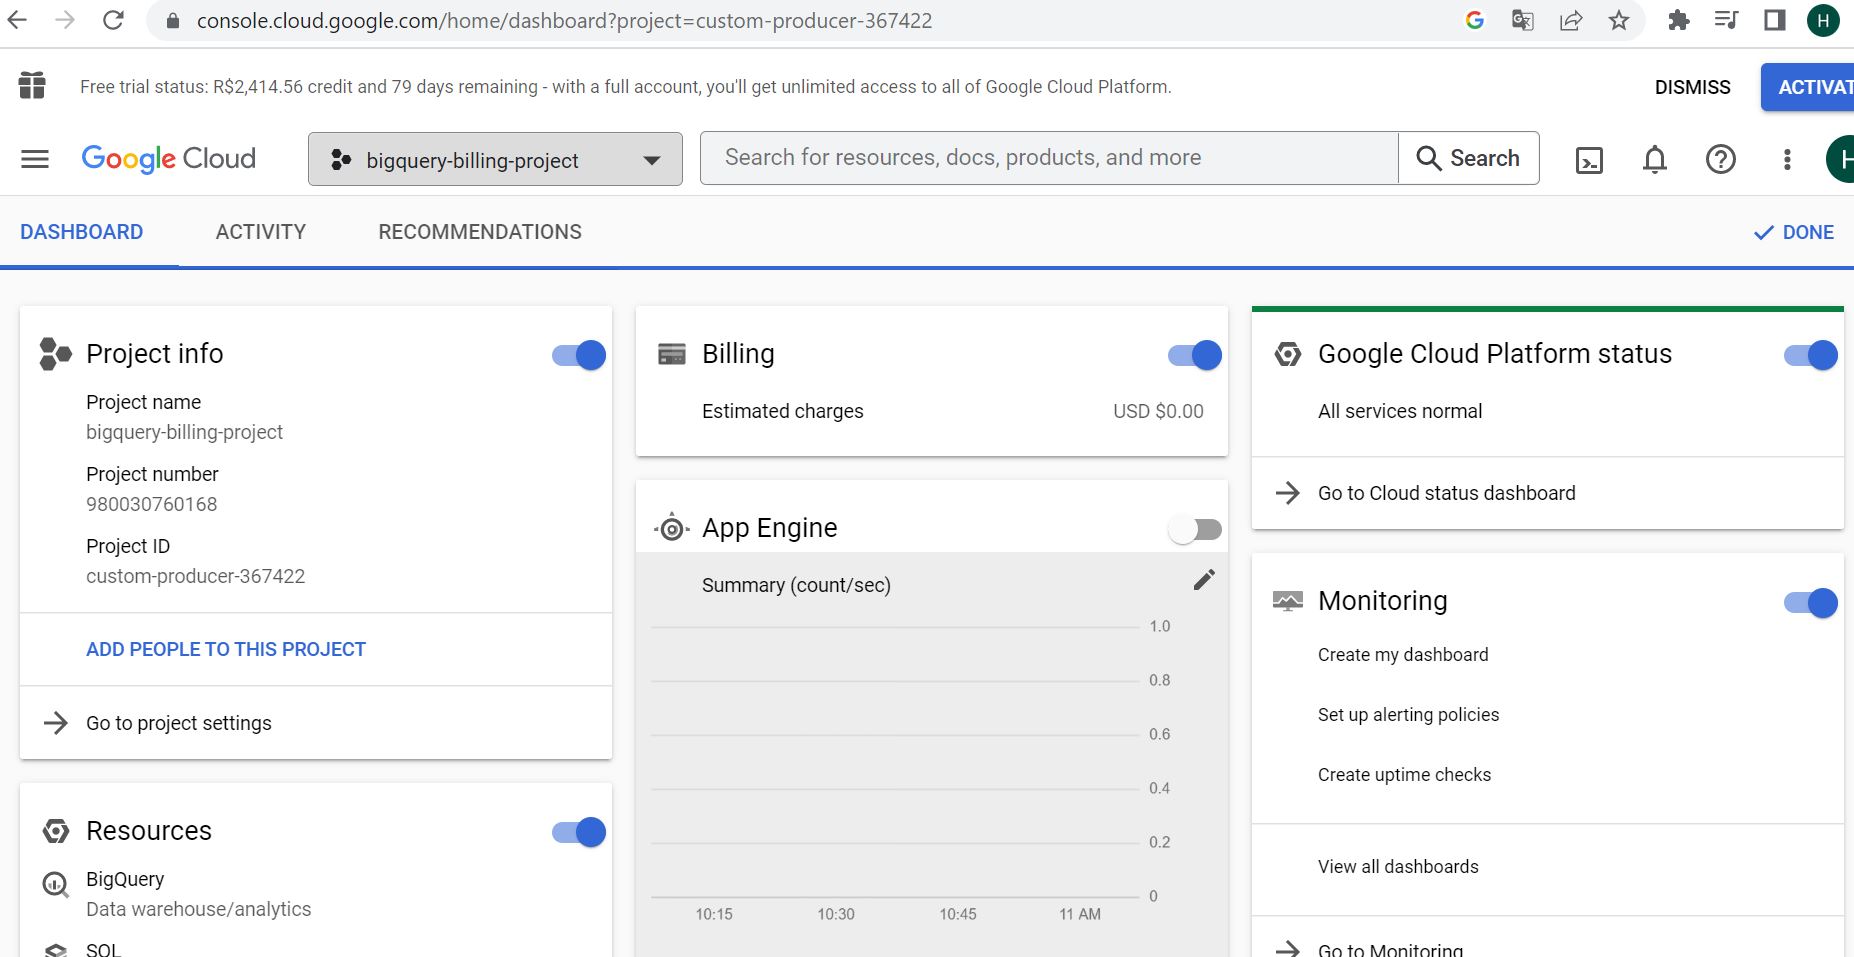 console.cloud.google.com/home/dashboard?project=custom-producer-367422
H
Free trial status: R$2,414.56 credit and 79 days remaining - with a full account, you'll get unlimited access to all of Google Cloud Platform.
DISMISS
ACTIVAT
Google Cloud
bigquery-billing-project
Search for resources, docs, products, and more
Search
H
DASHBOARD
ACTIVITY
RECOMMENDATIONS
DONE
Project info
Project name
bigquery-billing-project
Project number
980030760168
Project ID
custom-producer-367422
ADD PEOPLE TO THIS PROJECT
Go to project settings
Resources
BigQuery
Data warehouse/analytics
SQL
Billing
Estimated charges
USD $0.00
App Engine
Summary (count/sec)
1.0
0.8
0.6
0.4
0.2
0
10:15
10:30
10:45
11 AM
Google Cloud Platform status
All services normal
Go to Cloud status dashboard
Monitoring
Create my dashboard
Set up alerting policies
Create uptime checks
View all dashboards
Go to Monitoring